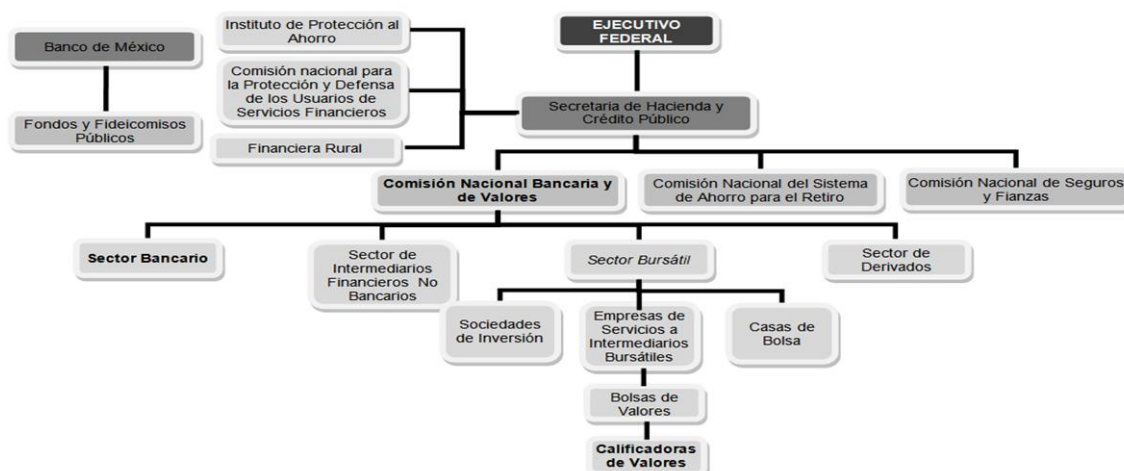 EJECUTIVO
FEDERAL
Banco de México
Fondos y Fideicomisos
Públicos
Instituto de Protección al
Ahorro
Comisión nacional para
la Protección y Defensa
de los Usuarios de
Servicios Financieros
Financiera Rural
Secretaria de Hacienda y
Crédito Público
Comisión Nacional Bancaria y
de Valores
Comisión Nacional del Sistema
de Ahorro para el Retiro
Comisión Nacional de Seguros
y Fianzas
Sector Bancario
Sector de
Intermediarios
Financieros No
Bancarios
Sector Bursátil
Sector de
Derivados
Sociedades
de Inversión
Empresas de
Servicios a
Intermediarios
Bursátiles
Casas de
Bolsa
Bolsas de
Valores
Calificadoras
de Valores